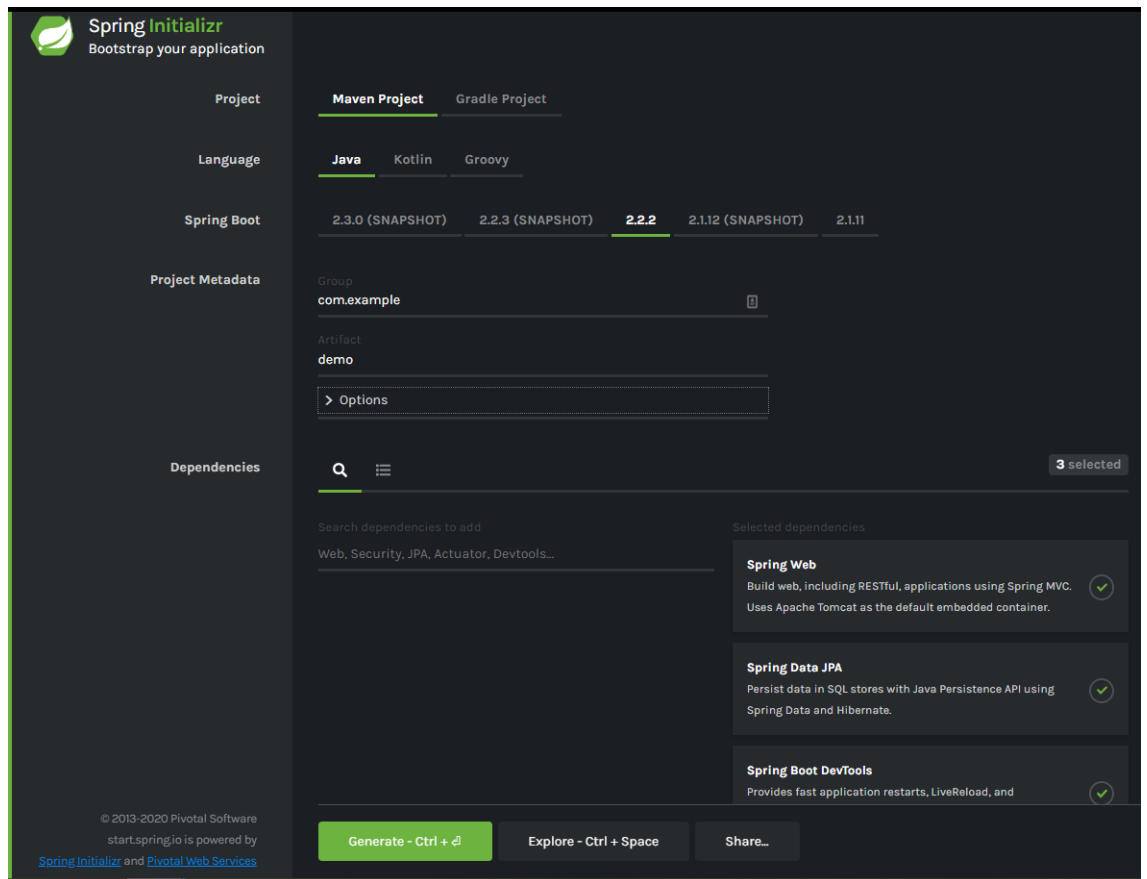 Spring Initializr
Bootstrap your application
Project
Maven Project
Gradle Project
Language
Java
Kotlin
Groovy
Spring Boot
2.3.0 (SNAPSHOT)
2.2.3 (SNAPSHOT)
2.2.2
2.1.12 (SNAPSHOT)
2.1.11
Project Metadata
Group
com.example
Artifact
demo
Options
Dependencies
3 selected
Search dependencies to add
Web, Security, JPA, Actuator, Devtools...
Selected dependencies
Spring Web
Build web, including RESTful, applications using Spring MVC.
Uses Apache Tomcat as the default embedded container.
Spring Data JPA
Persist data in SQL stores with Java Persistence API using
Spring Data and Hibernate.
Spring Boot DevTools
Provides fast application restarts, LiveReload, and
© 2013-2020 Pivotal Software
start.spring.io is powered by
Spring Initializr and Pivotal Web Services
Generate - Ctrl + ⏎
Explore - Ctrl + Space
Share...